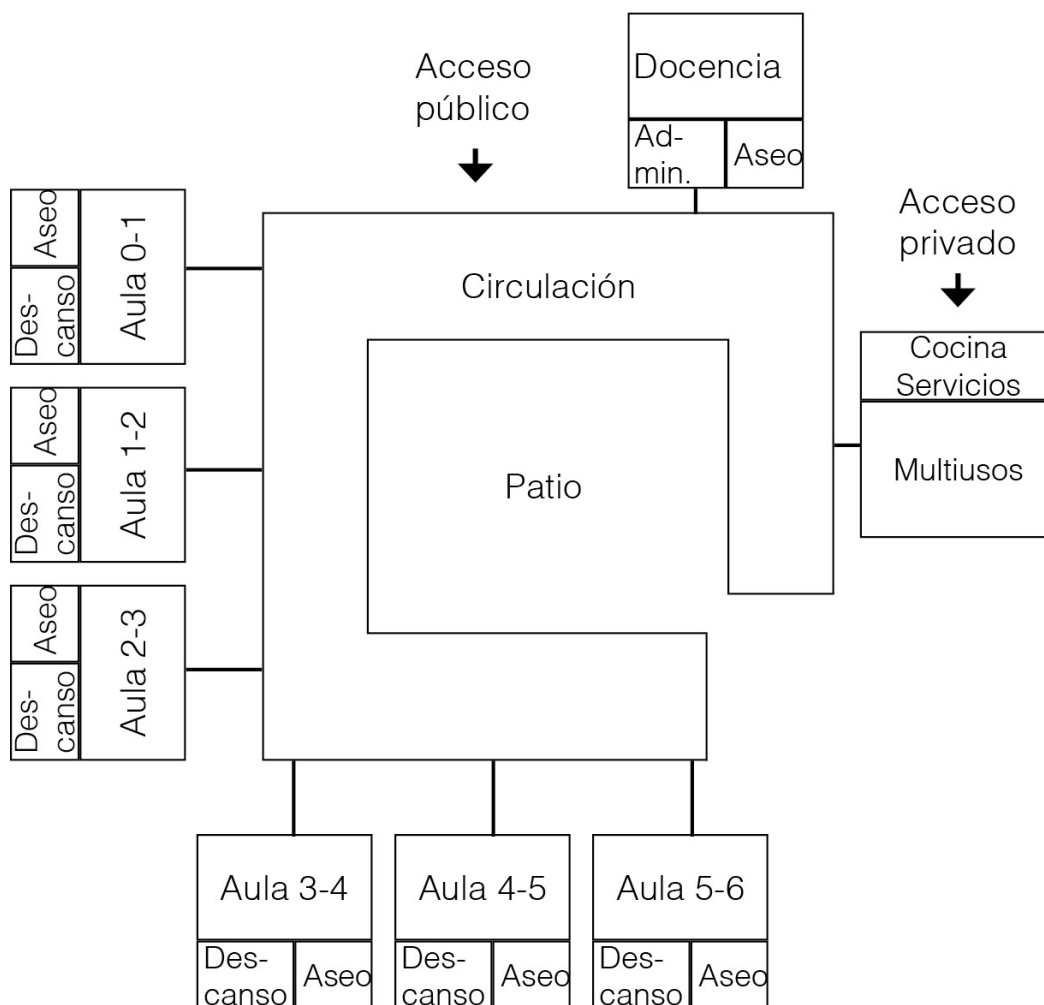 Docencia
Acceso
público
Ad-
min.
Aseo
Acceso
privado
Aseo
Des-
canso
Aula 0-1
Circulación
Cocina
Servicios
Aseo
Des-
canso
Aula 1-2
Patio
Multiusos
Aseo
Des-
canso
Aula 2-3
Aula 3-4
Aula 4-5
Aula 5-6
Des-
canso
Aseo
Des-
canso
Aseo
Des-
canso
Aseo